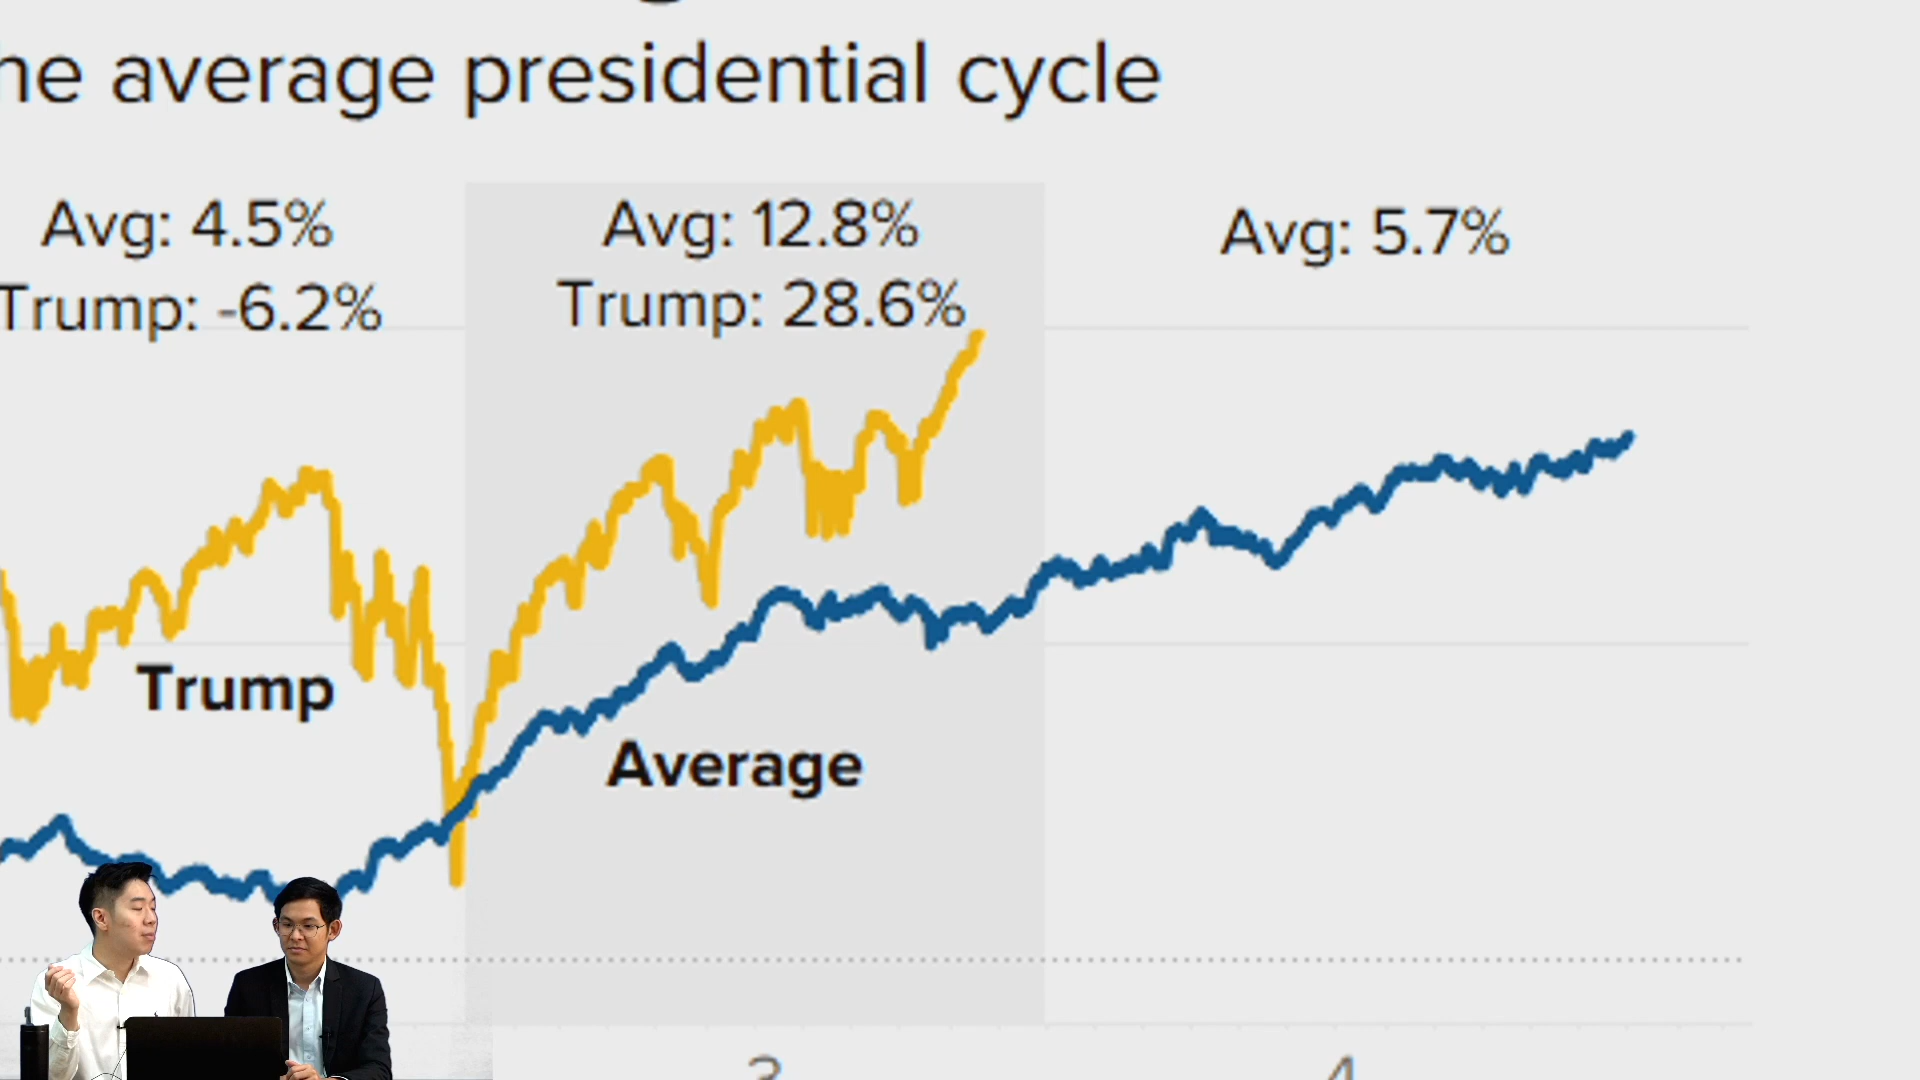 he average presidential cycle
Avg: 4.5%
Trump: -6.2%
Avg: 12.8%
Trump: 28.6%
Avg: 5.7%
Trump
Average
3
4